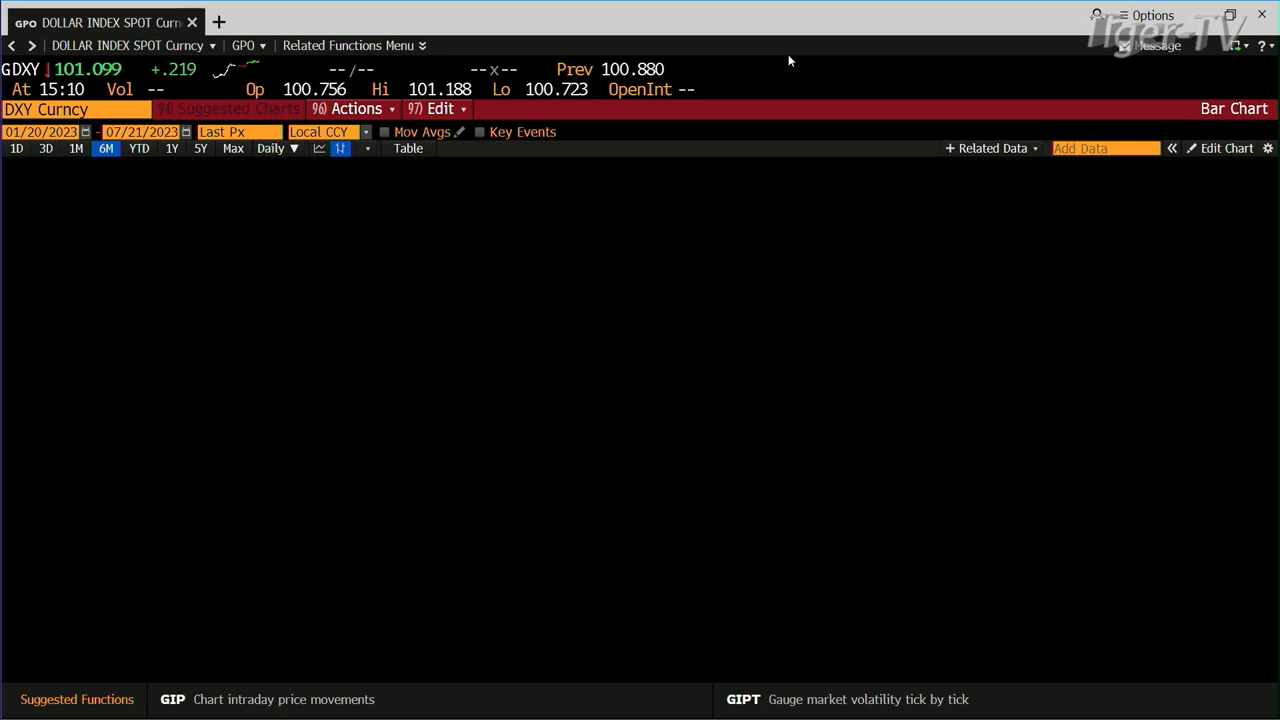 GPO DOLLAR INDEX SPOT Curn × +
Options
DOLLAR INDEX SPOT Curncy ▾ GPO ▾ Related Functions Menu
Message ?
Tiger-TV
GDXY ↓101.099 +.219 --/-- --x-- Prev 100.880
At 15:10 Vol -- Op 100.756 Hi 101.188 Lo 100.723 OpenInt --
DXY Curncy 94) Suggested Charts 96) Actions ▾ 97) Edit ▾ Bar Chart
01/20/2023 - 07/21/2023 Last Px Local CCY ▾ Mov Avgs Key Events
1D 3D 1M 6M YTD 1Y 5Y Max Daily ▼ Table + Related Data ▾ Add Data « Edit Chart
Suggested Functions GIP Chart intraday price movements GIPT Gauge market volatility tick by tick